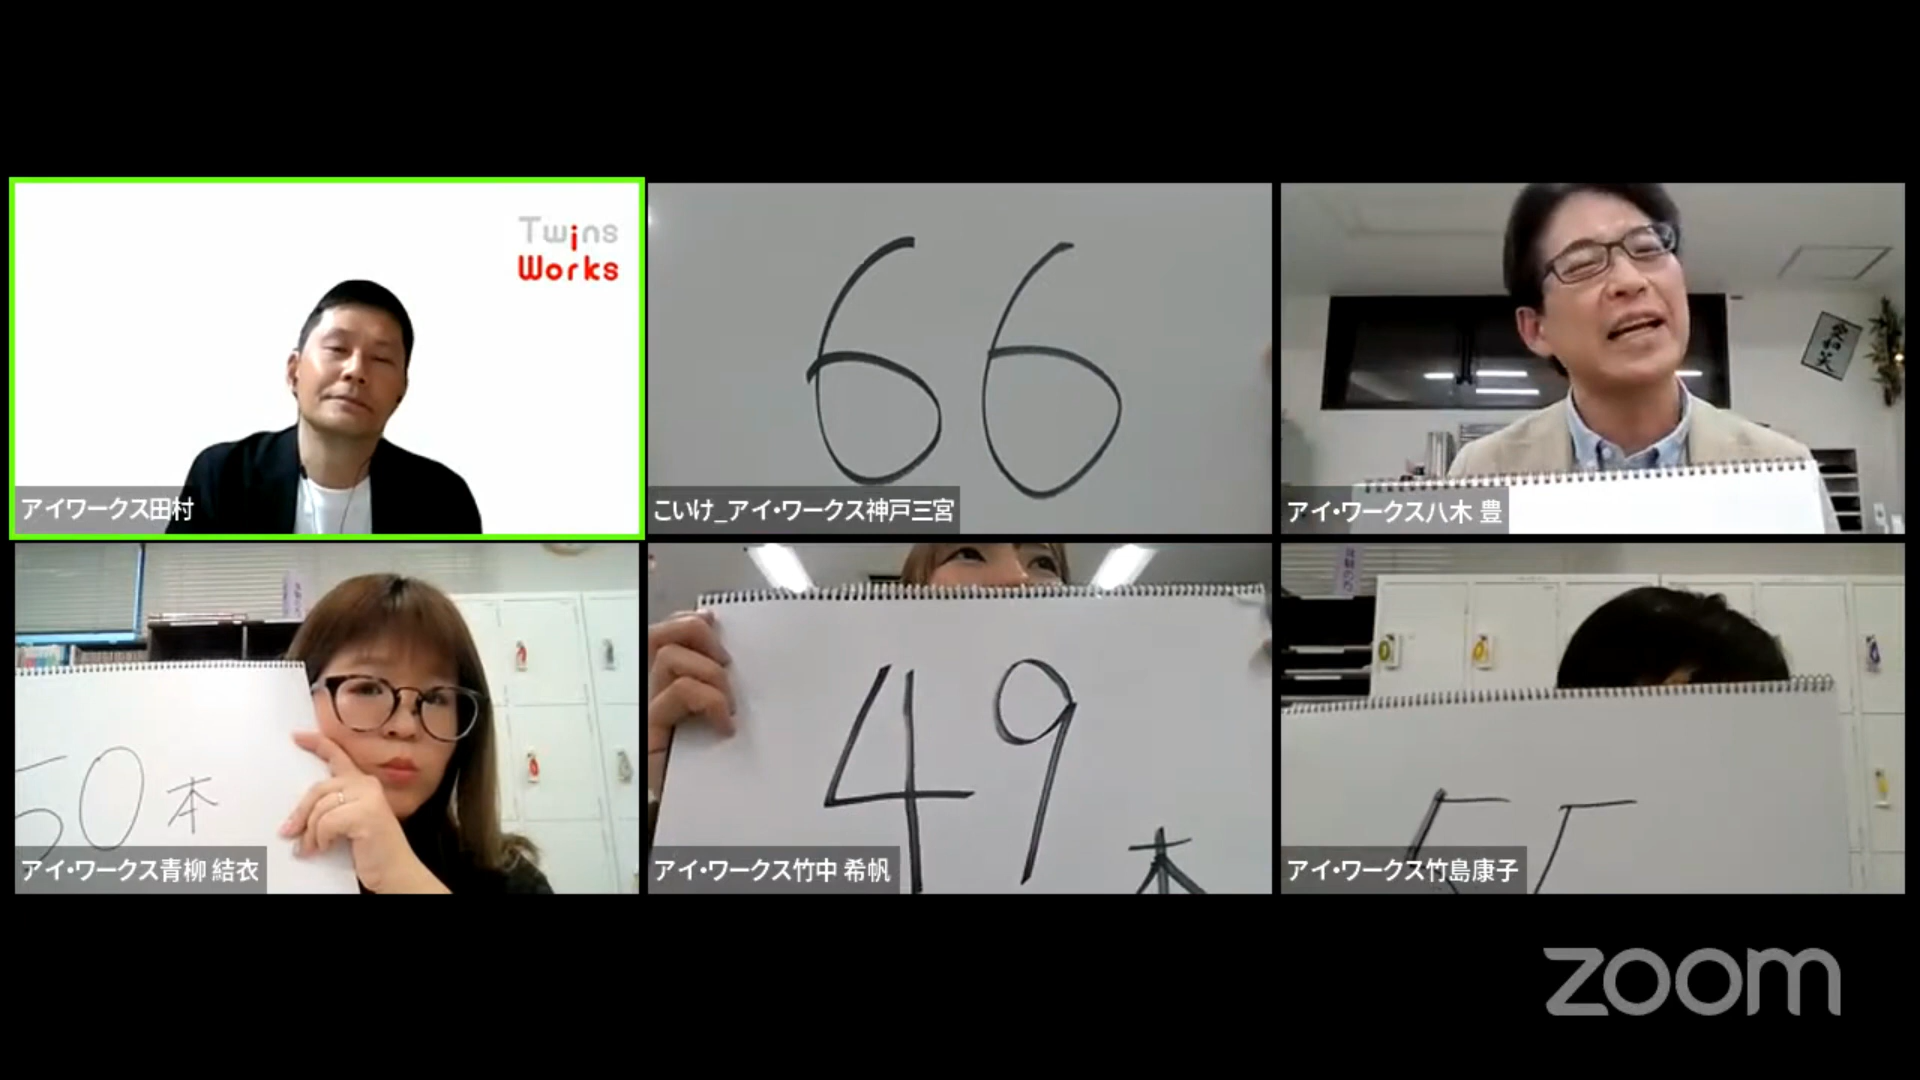 Twins
Works
アイワークス田村
66
こいけ_アイ・ワークス神戸三宮
アイ・ワークス八木 豊
50本
アイ・ワークス青柳 結衣
49本
アイ・ワークス竹中 希帆
55
アイ・ワークス竹島康子
zoom